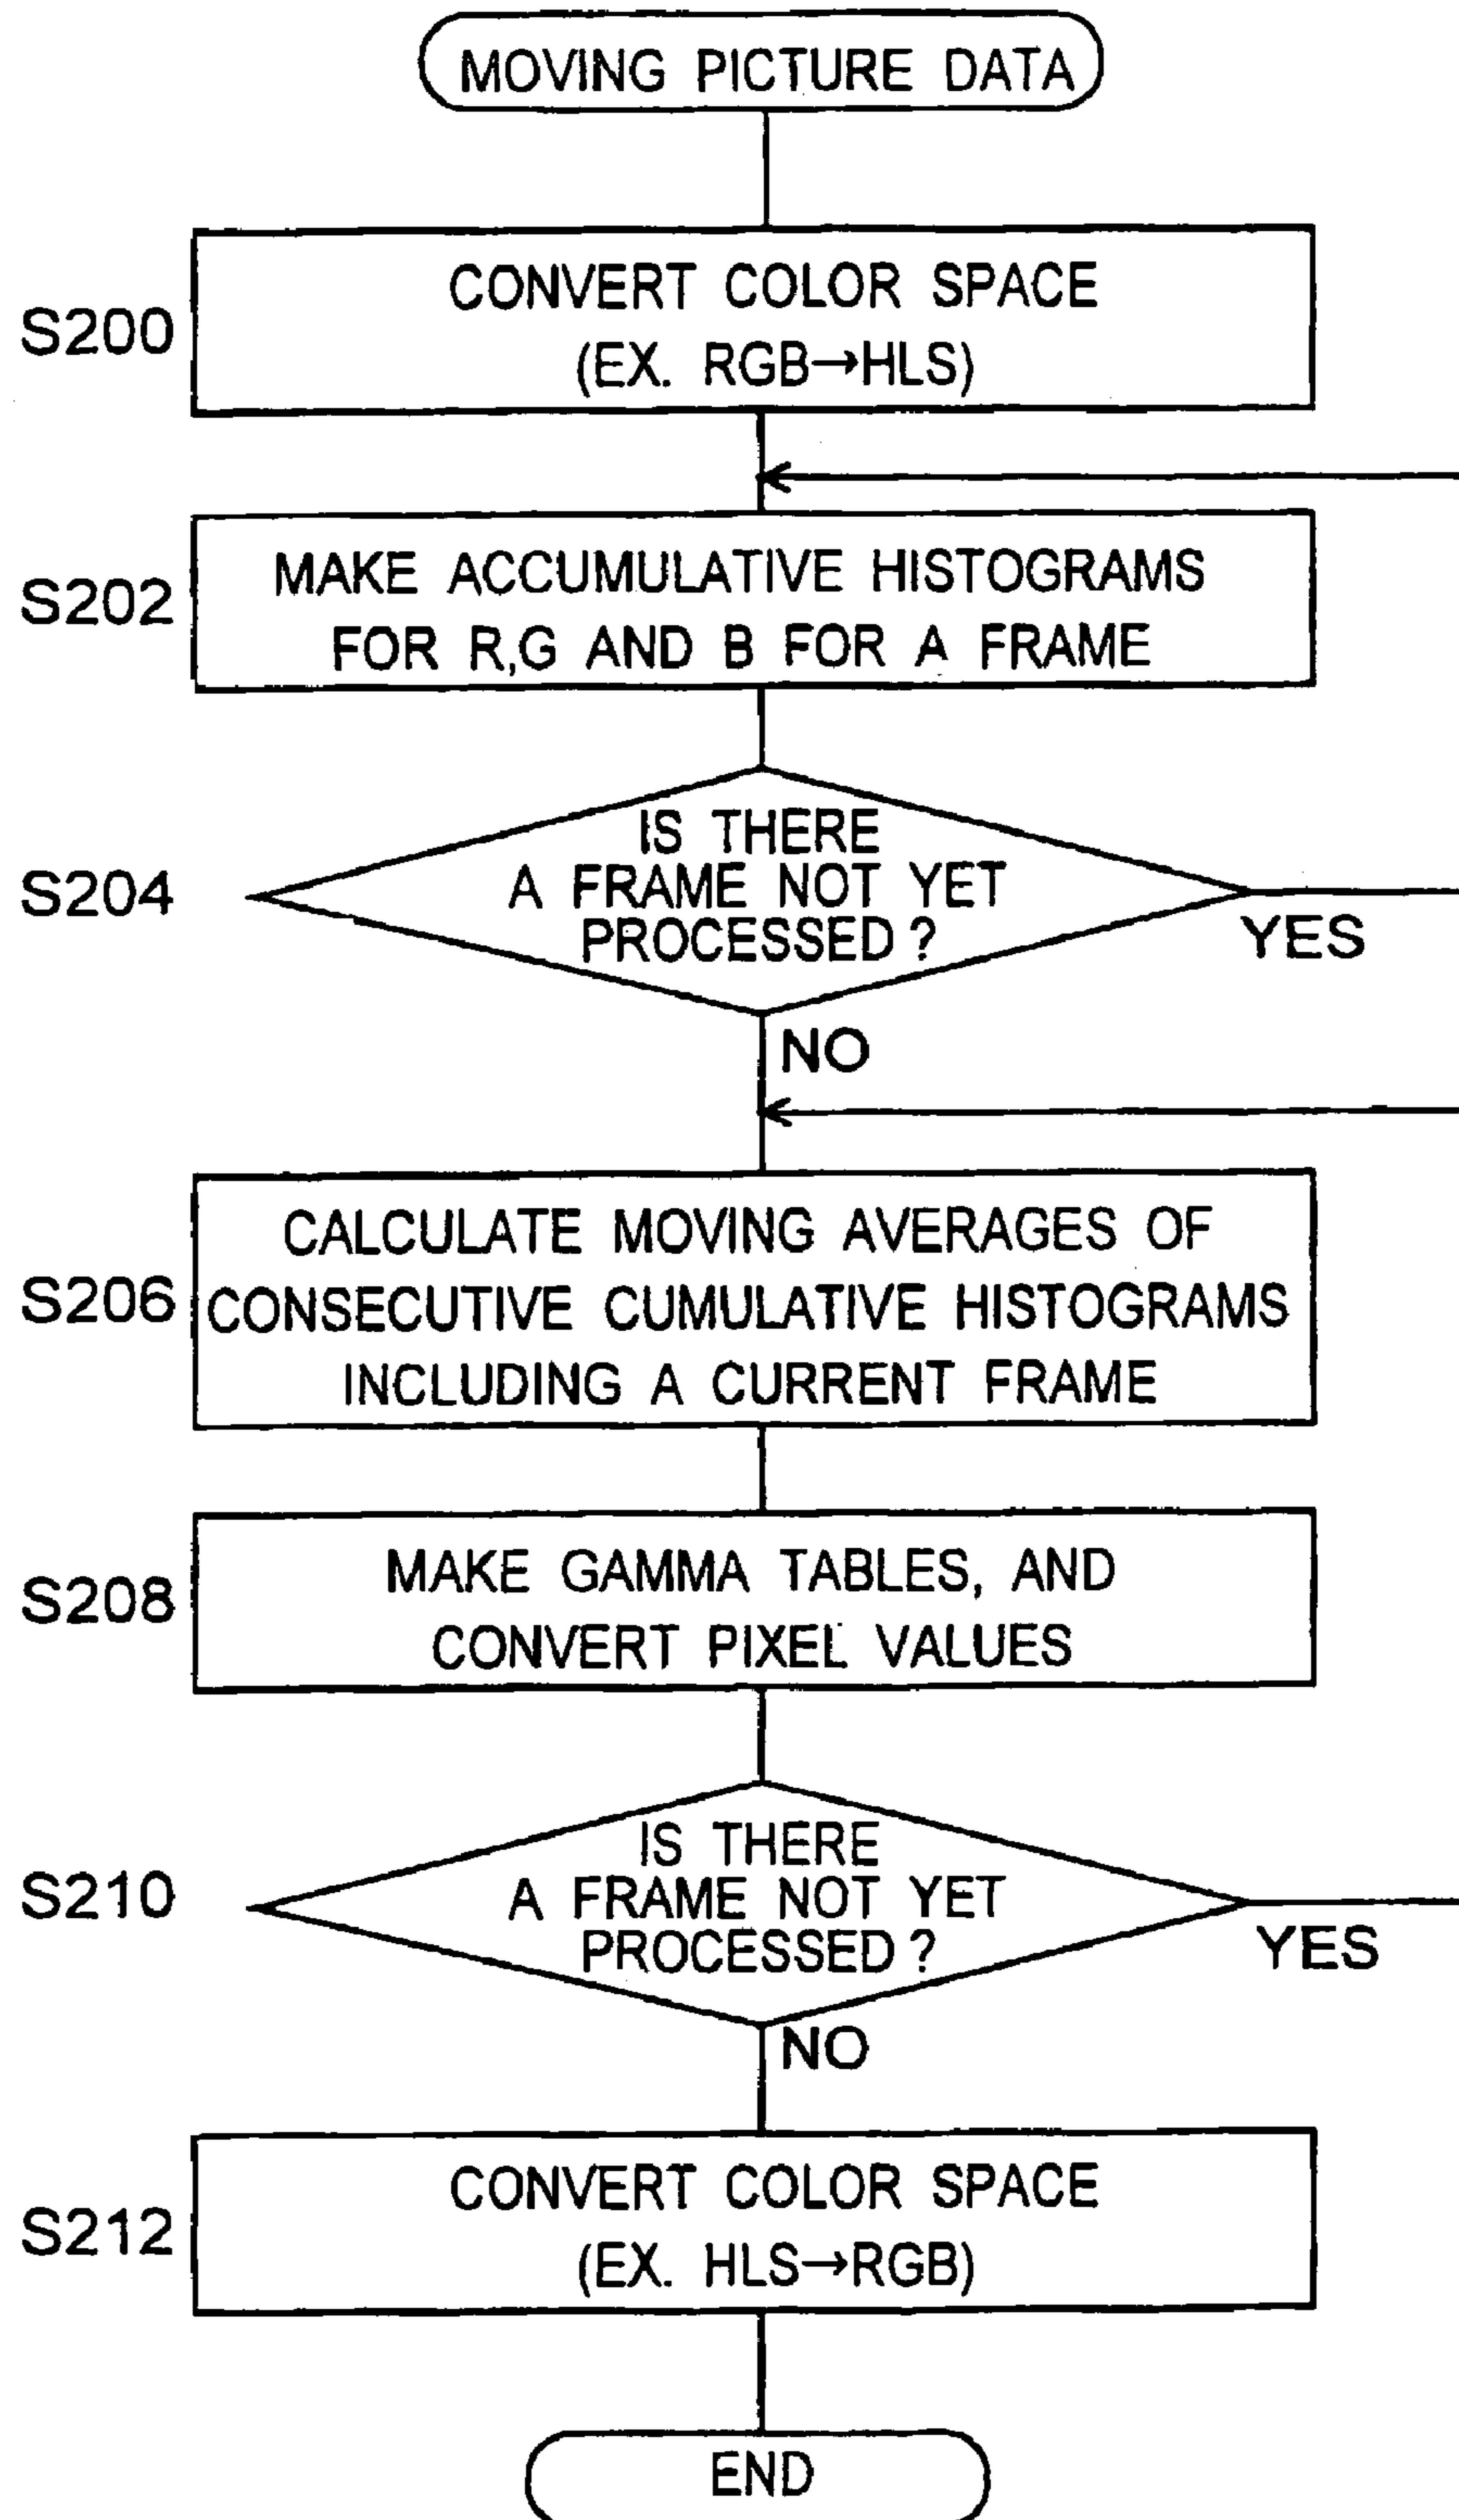 MOVING PICTURE DATA
S200
CONVERT COLOR SPACE
(EX. RGB→HLS)
S202
MAKE ACCUMULATIVE HISTOGRAMS
FOR R,G AND B FOR A FRAME
S204
IS THERE
A FRAME NOT YET
PROCESSED?
YES
NO
S206
CALCULATE MOVING AVERAGES OF
CONSECUTIVE CUMULATIVE HISTOGRAMS
INCLUDING A CURRENT FRAME
S208
MAKE GAMMA TABLES, AND
CONVERT PIXEL VALUES
S210
IS THERE
A FRAME NOT YET
PROCESSED?
YES
NO
S212
CONVERT COLOR SPACE
(EX. HLS→RGB)
END